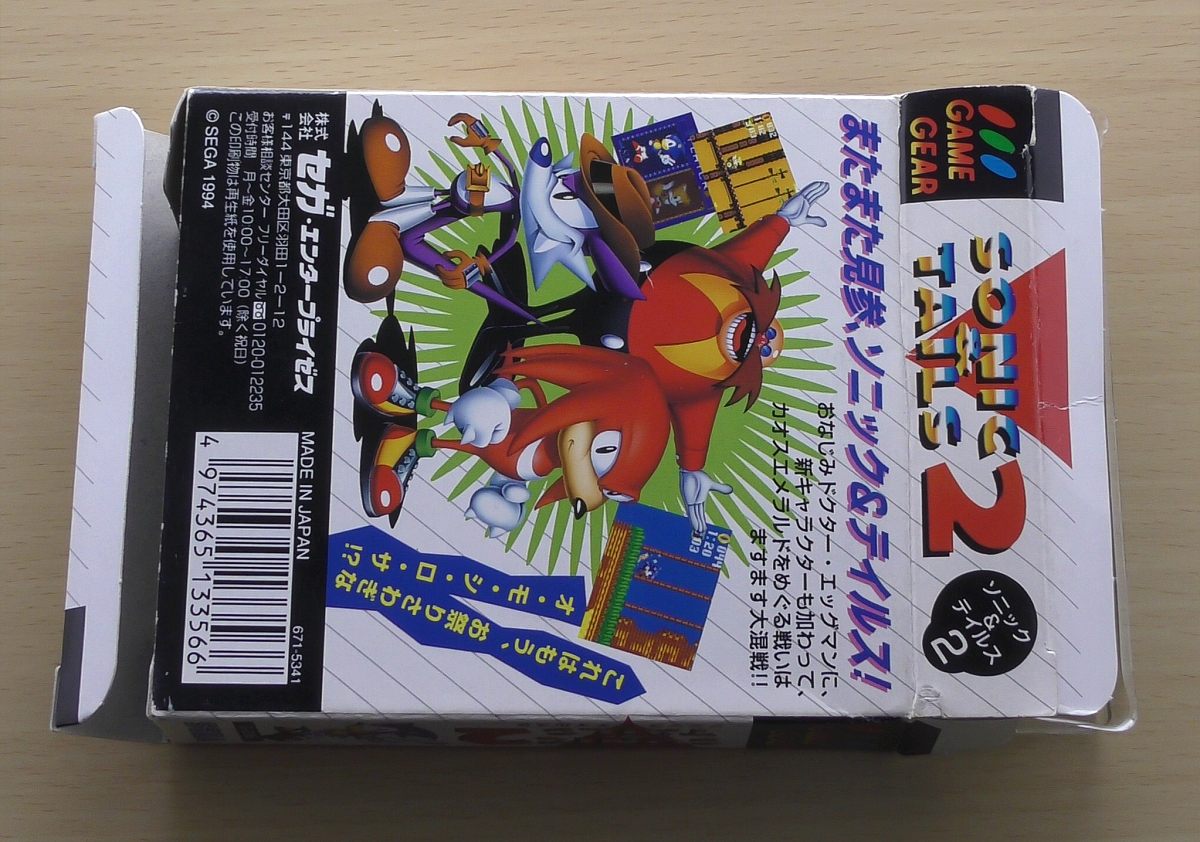 GAME
GEAR
SONIC
&
TAILS 2
ソニック
&
テイルス
2
またまた見参、ソニック&テイルス!
おなじみドクター・エッグマンに、
新キャラクターも加わって、
カオスエメラルドをめぐる戦いは
ますます大混戦!!
これはもう、
お祭りさわぎな
オ・モ・シ・ロ・サ!?
株式
会社
セガ・エンタープライゼス
〒144 東京都大田区羽田1-2-12
お客様相談センター フリーダイヤル 0120-012235
受付時間 月〜金 10:00〜17:00 (除く祝日)
この印刷物は再生紙を使用しています。
© SEGA 1994
MADE IN JAPAN
671-5341
4 974365 133566